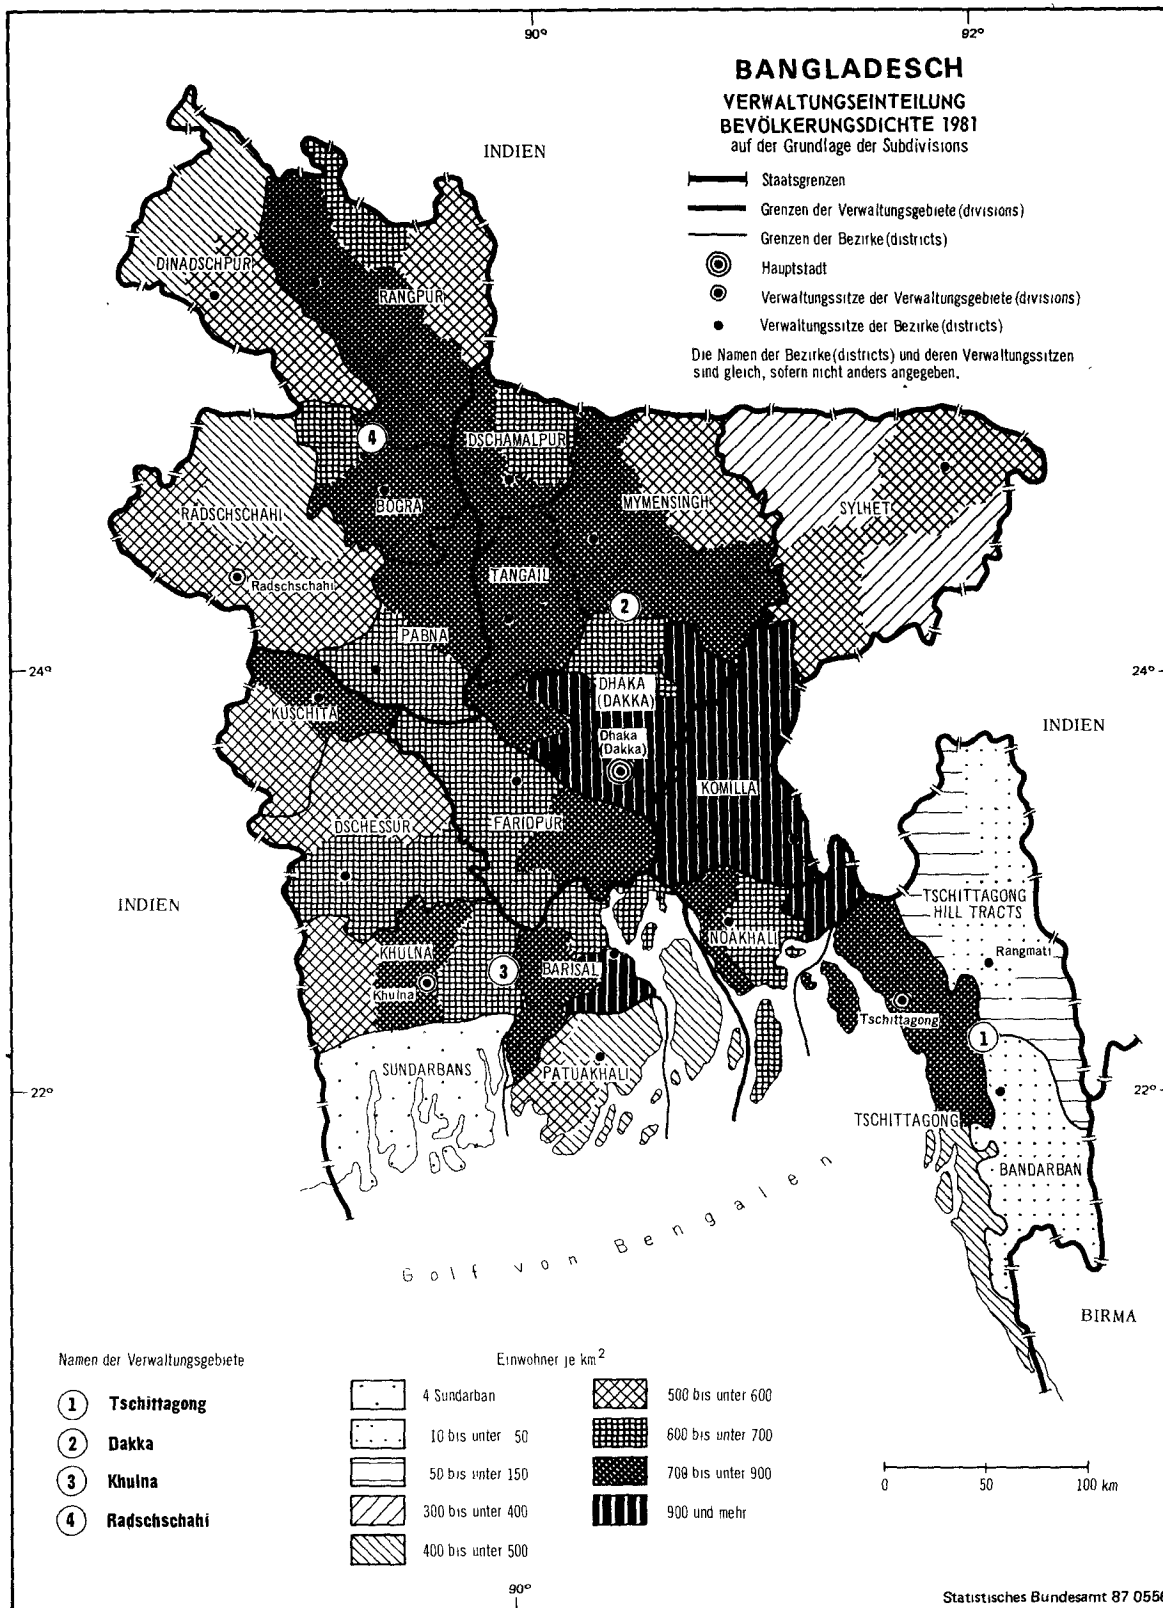 90°
92°
BANGLADESCH
VERWALTUNGSEINTEILUNG
BEVÖLKERUNGSDICHTE 1981
auf der Grundlage der Subdivisions
Staatsgrenzen
Grenzen der Verwaltungsgebiete (divisions)
Grenzen der Bezirke (districts)
Hauptstadt
Verwaltungssitze der Verwaltungsgebiete (divisions)
Verwaltungssitze der Bezirke (districts)
Die Namen der Bezirke (districts) und deren Verwaltungssitzen
sind gleich, sofern nicht anders angegeben.
INDIEN
DINADSCHPUR
RANGPUR
4
DSCHAMALPUR
RADSCHSCHAHI
BOGRA
MYMENSINGH
SYLHET
Radschschahi
TANGAIL
2
PABNA
24°
24°
KUSCHITA
DHAKA
(DAKKA)
INDIEN
Dhaka
(Dakka)
KOMILLA
DSCHESSUR
FARIDPUR
INDIEN
TSCHITTAGONG
HILL TRACTS
NOAKHALI
KHULNA
3
BARISAL
Rangmati
Khulna
Tschittagong
1
SUNDARBANS
PATUAKHALI
22°
22°
TSCHITTAGONG
BANDARBAN
Golf von Bengalen
BIRMA
Namen der Verwaltungsgebiete
1 Tschittagong
2 Dakka
3 Khulna
4 Radschschahi
Einwohner je km²
4 Sundarban
10 bis unter 50
50 bis unter 150
300 bis unter 400
400 bis unter 500
500 bis unter 600
600 bis unter 700
700 bis unter 900
900 und mehr
0 50 100 km
90°
Statistisches Bundesamt 87 0556